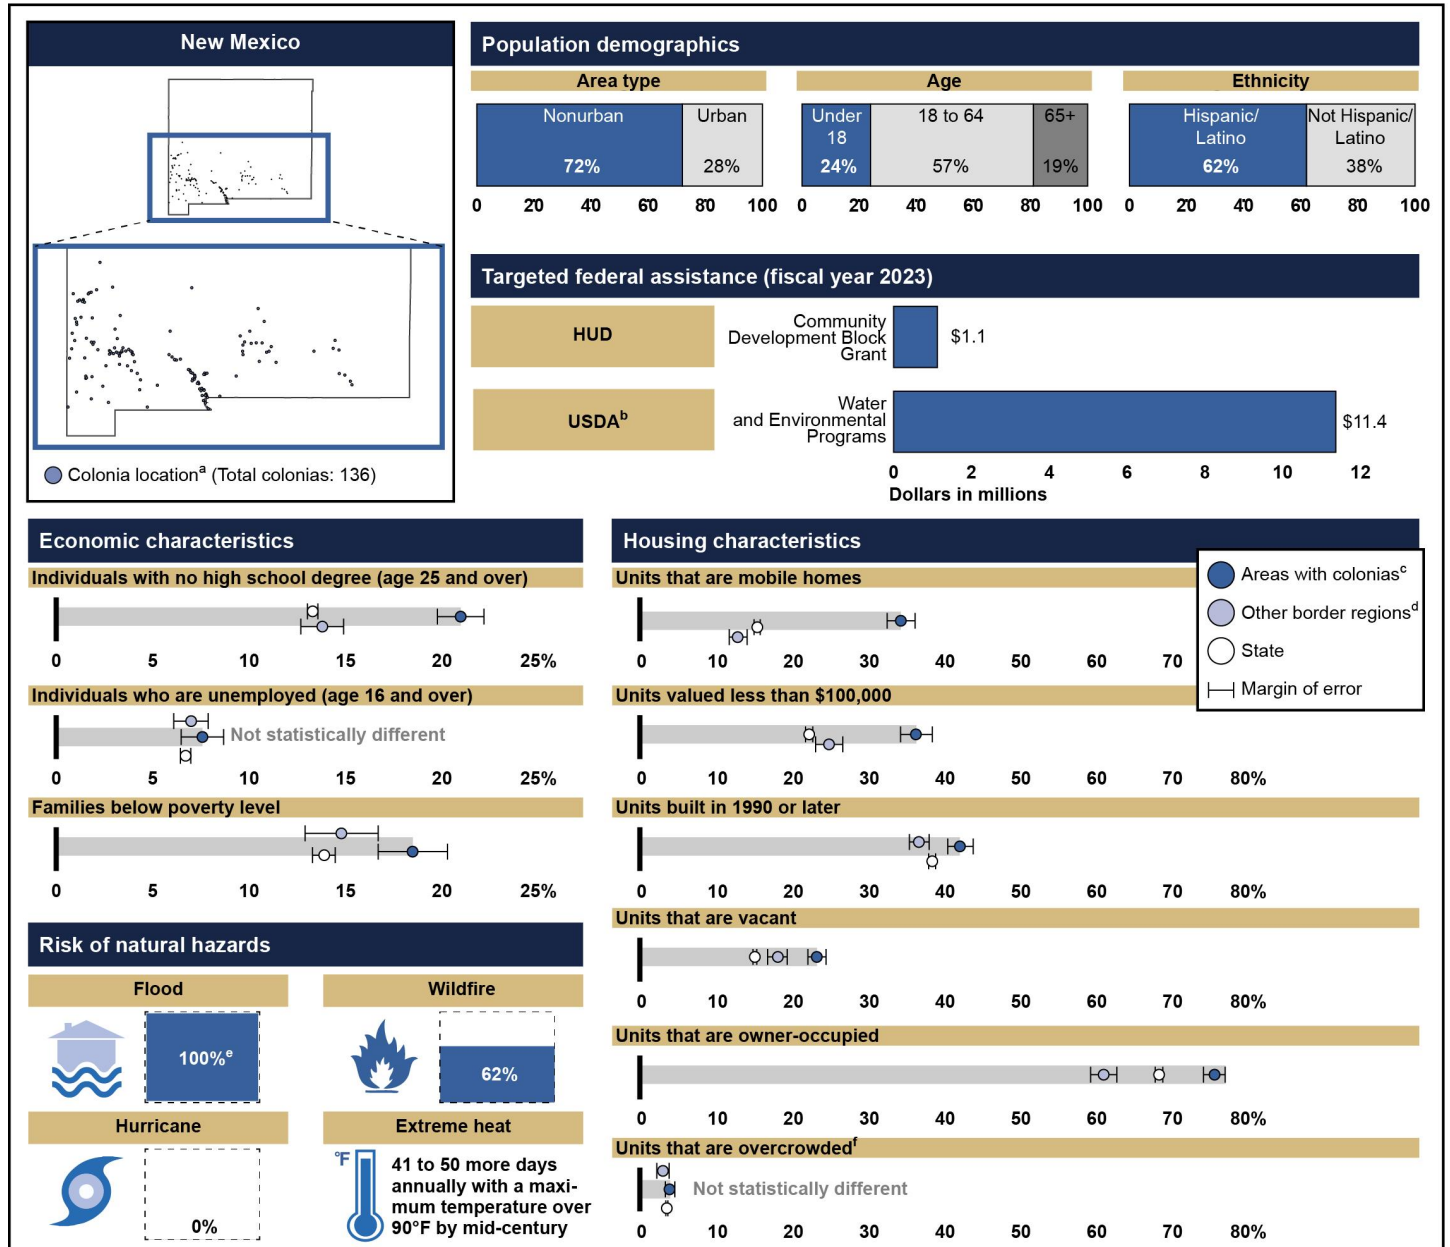 New Mexico
Colonia locationa (Total colonias: 136)
Population demographics
Area type
Nonurban
72%
Urban
28%
0 20 40 60 80 100
Age
Under
18
24%
18 to 64
57%
65+
19%
0 20 40 60 80 100
Ethnicity
Hispanic/
Latino
62%
Not Hispanic/
Latino
38%
0 20 40 60 80 100
Targeted federal assistance (fiscal year 2023)
HUD
Community
Development Block
Grant
$1.1
USDAb
Water
and Environmental
Programs
$11.4
0 2 4 6 8 10 12
Dollars in millions
Economic characteristics
Individuals with no high school degree (age 25 and over)
0 5 10 15 20 25%
Individuals who are unemployed (age 16 and over)
Not statistically different
0 5 10 15 20 25%
Families below poverty level
0 5 10 15 20 25%
Risk of natural hazards
Flood
100%e
Wildfire
62%
Hurricane
0%
Extreme heat
°F
41 to 50 more days
annually with a maxi-
mum temperature over
90°F by mid-century
Housing characteristics
Areas with coloniasc
Other border regionsd
State
Margin of error
Units that are mobile homes
0 10 20 30 40 50 60 70
Units valued less than $100,000
0 10 20 30 40 50 60 70 80%
Units built in 1990 or later
0 10 20 30 40 50 60 70 80%
Units that are vacant
0 10 20 30 40 50 60 70 80%
Units that are owner-occupied
0 10 20 30 40 50 60 70 80%
Units that are overcrowdedf
Not statistically different
0 10 20 30 40 50 60 70 80%